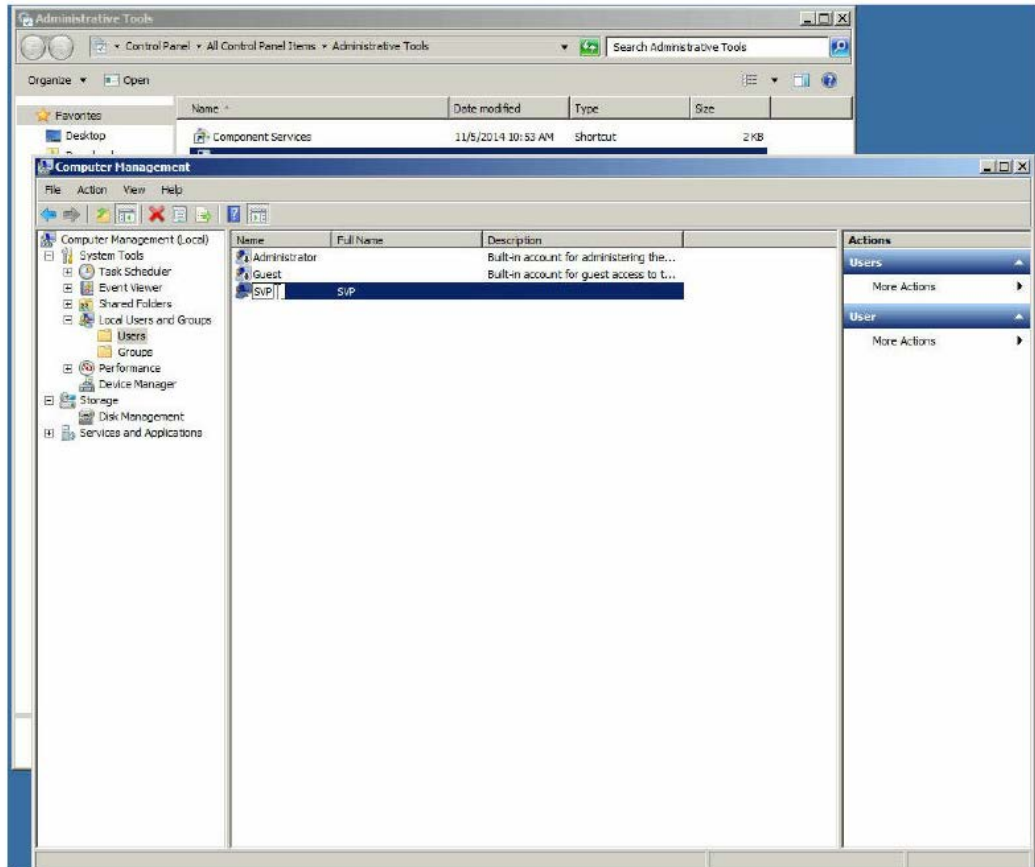 Administrative Tools
Control Panel All Control Panel Items Administrative Tools
Search Administrative Tools
Organize Open
Name Date modified Type Size
Favorites
Desktop
Component Services 11/5/2014 10:53 AM Shortcut 2 KB
Computer Management
File Action View Help
Computer Management (Local)
System Tools
Task Scheduler
Event Viewer
Shared Folders
Local Users and Groups
Users
Groups
Performance
Device Manager
Storage
Disk Management
Services and Applications
Name Full Name Description
Administrator Built-in account for administering the...
Guest Built-in account for guest access to t...
SVP SVP
Actions
Users
More Actions
User
More Actions